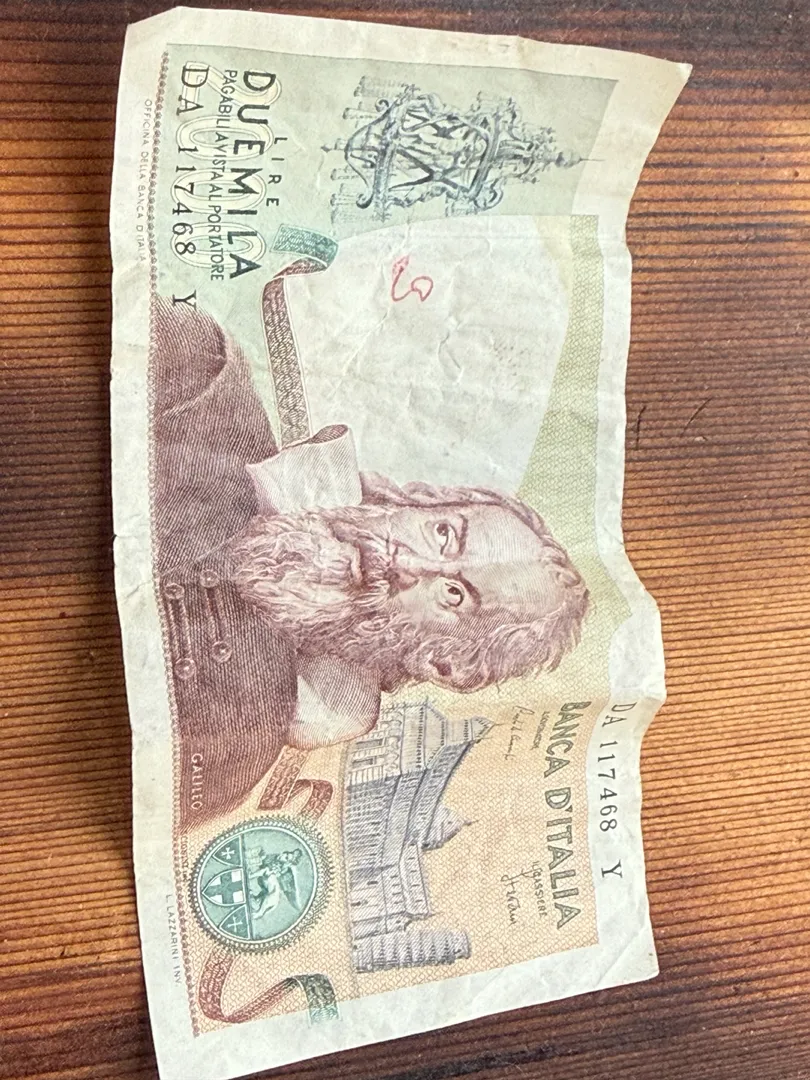 DA 117468 Y
BANCA D'ITALIA
IL CASSIERE
LIRE
DUEMILA
PAGABILI A VISTA AL PORTATORE
DA 117468 Y
GALILEO
OFFICINA DELLA BANCA D'ITALIA
L. LAZZARINI INV.